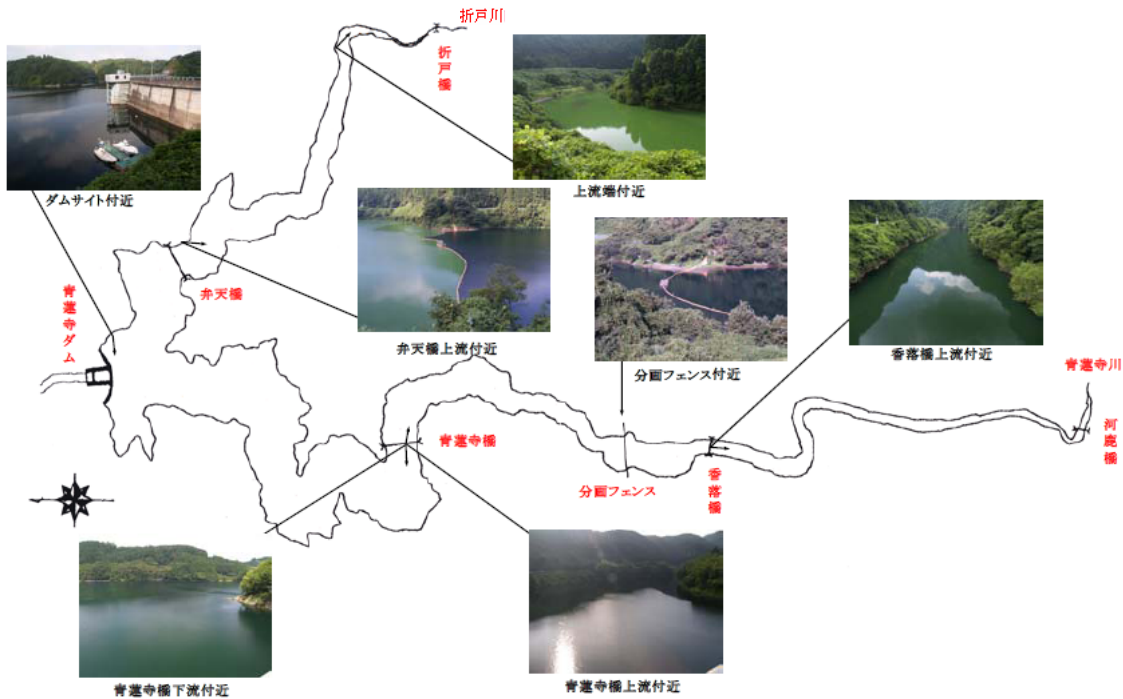 折戸川
折戸橋
ダムサイト付近
上流端付近
弁天橋
青蓮寺ダム
弁天橋上流付近
分画フェンス付近
香落橋上流付近
青蓮寺川
河鹿橋
青蓮寺橋
分画フェンス
香落橋
青蓮寺橋下流付近
青蓮寺橋上流付近